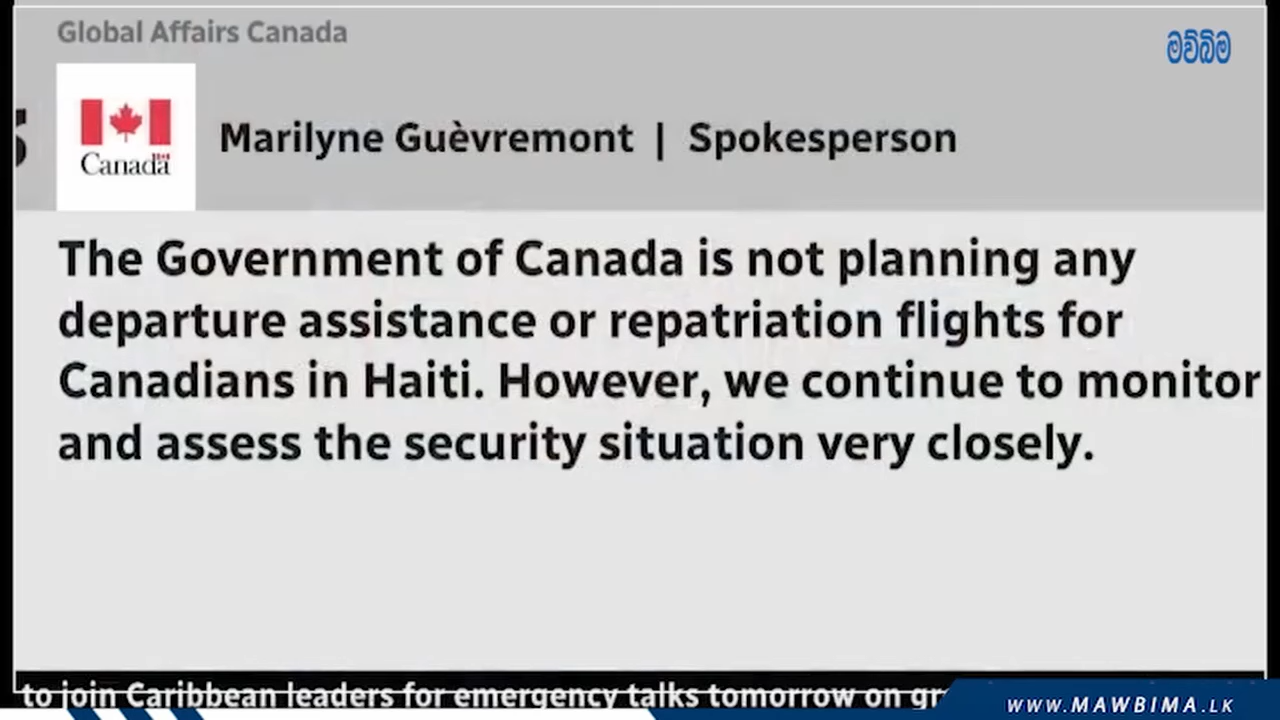 Global Affairs Canada
මව්බිම
Canada
Marilyne Guèvremont | Spokesperson
The Government of Canada is not planning any
departure assistance or repatriation flights for
Canadians in Haiti. However, we continue to monitor
and assess the security situation very closely.
to join Caribbean leaders for emergency talks tomorrow on
WWW.MAWBIMA.LK